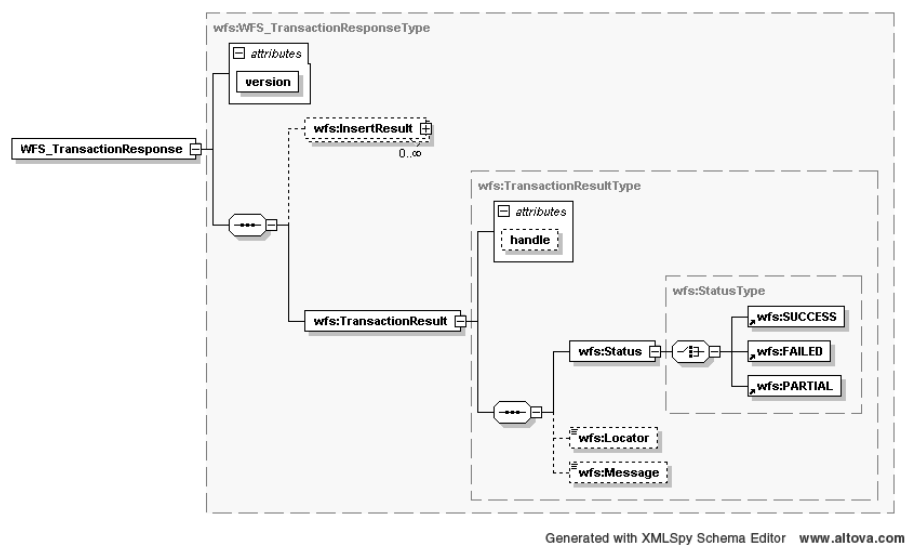 wfs:WFS_TransactionResponseType
attributes
version
wfs:InsertResult
0..∞
WFS_TransactionResponse
wfs:TransactionResultType
attributes
handle
wfs:TransactionResult
wfs:StatusType
wfs:SUCCESS
wfs:Status
wfs:FAILED
wfs:PARTIAL
wfs:Locator
wfs:Message
Generated with XMLSpy Schema Editor www.altova.com